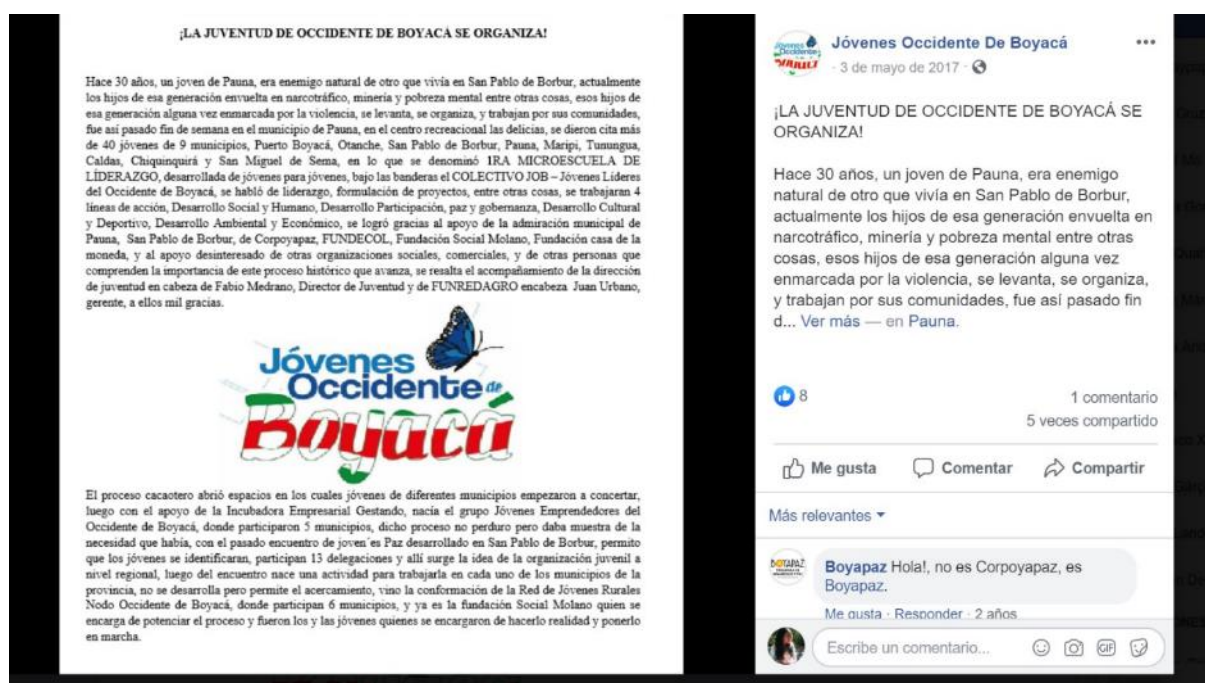 ¡LA JUVENTUD DE OCCIDENTE DE BOYACÁ SE ORGANIZA!
Hace 30 años, un joven de Pauna, era enemigo natural de otro que vivía en San Pablo de Borbur, actualmente
los hijos de esa generación envuelta en narcotráfico, minería y pobreza mental entre otras cosas, esos hijos de
esa generación alguna vez enmarcada por la violencia, se levanta, se organiza, y trabajan por sus comunidades,
fue así pasado fin de semana en el municipio de Pauna, en el centro recreacional las delicias, se dieron cita más
de 40 jóvenes de 9 municipios, Puerto Boyacá, Otanche, San Pablo de Borbur, Pauna, Maripi, Tunungua,
Caldas, Chiquinquirá y San Miguel de Sema, en lo que se denominó 1RA MICROESCUELA DE
LÍDERAZGO, desarrollada de jóvenes para jóvenes, bajo las banderas el COLECTIVO JOB – Jóvenes Líderes
del Occidente de Boyacá, se habló de liderazgo, formulación de proyectos, entre otras cosas, se trabajaran 4
líneas de acción, Desarrollo Social y Humano, Desarrollo Participación, paz y gobernanza, Desarrollo Cultural
y Deportivo, Desarrollo Ambiental y Económico, se logró gracias al apoyo de la admiración municipal de
Pauna, San Pablo de Borbur, de Corpoyapaz, FUNDECOL, Fundación Social Molano, Fundación casa de la
moneda, y al apoyo desinteresado de otras organizaciones sociales, comerciales, y de otras personas que
comprenden la importancia de este proceso histórico que avanza, se resalta el acompañamiento de la dirección
de juventud en cabeza de Fabio Medrano, Director de Juventud y de FUNREDAGRO encabeza Juan Urbano,
gerente, a ellos mil gracias.
Jóvenes
Occidente de
Boyacá
El proceso cacaotero abrió espacios en los cuales jóvenes de diferentes municipios empezaron a concertar,
luego con el apoyo de la Incubadora Empresarial Gestando, nacía el grupo Jóvenes Emprendedores del
Occidente de Boyacá, donde participaron 5 municipios, dicho proceso no perduro pero daba muestra de la
necesidad que había, con el pasado encuentro de joven´es Paz desarrollado en San Pablo de Borbur, permito
que los jóvenes se identificaran, participan 13 delegaciones y allí surge la idea de la organización juvenil a
nivel regional, luego del encuentro nace una actividad para trabajarla en cada uno de los municipios de la
provincia, no se desarrolla pero permite el acercamiento, vino la conformación de la Red de Jóvenes Rurales
Nodo Occidente de Boyacá, donde participan 6 municipios, y ya es la fundación Social Molano quien se
encarga de potenciar el proceso y fueron los y las jóvenes quienes se encargaron de hacerlo realidad y ponerlo
en marcha.
Jóvenes Occidente De Boyacá
3 de mayo de 2017
¡LA JUVENTUD DE OCCIDENTE DE BOYACÁ SE
ORGANIZA!
Hace 30 años, un joven de Pauna, era enemigo
natural de otro que vivía en San Pablo de Borbur,
actualmente los hijos de esa generación envuelta en
narcotráfico, minería y pobreza mental entre otras
cosas, esos hijos de esa generación alguna vez
enmarcada por la violencia, se levanta, se organiza,
y trabajan por sus comunidades, fue así pasado fin
d... Ver más — en Pauna.
8
1 comentario
5 veces compartido
Me gusta Comentar Compartir
Más relevantes
Boyapaz Hola!, no es Corpoyapaz, es
Boyapaz.
Me gusta · Responder · 2 años
Escribe un comentario...
GIF